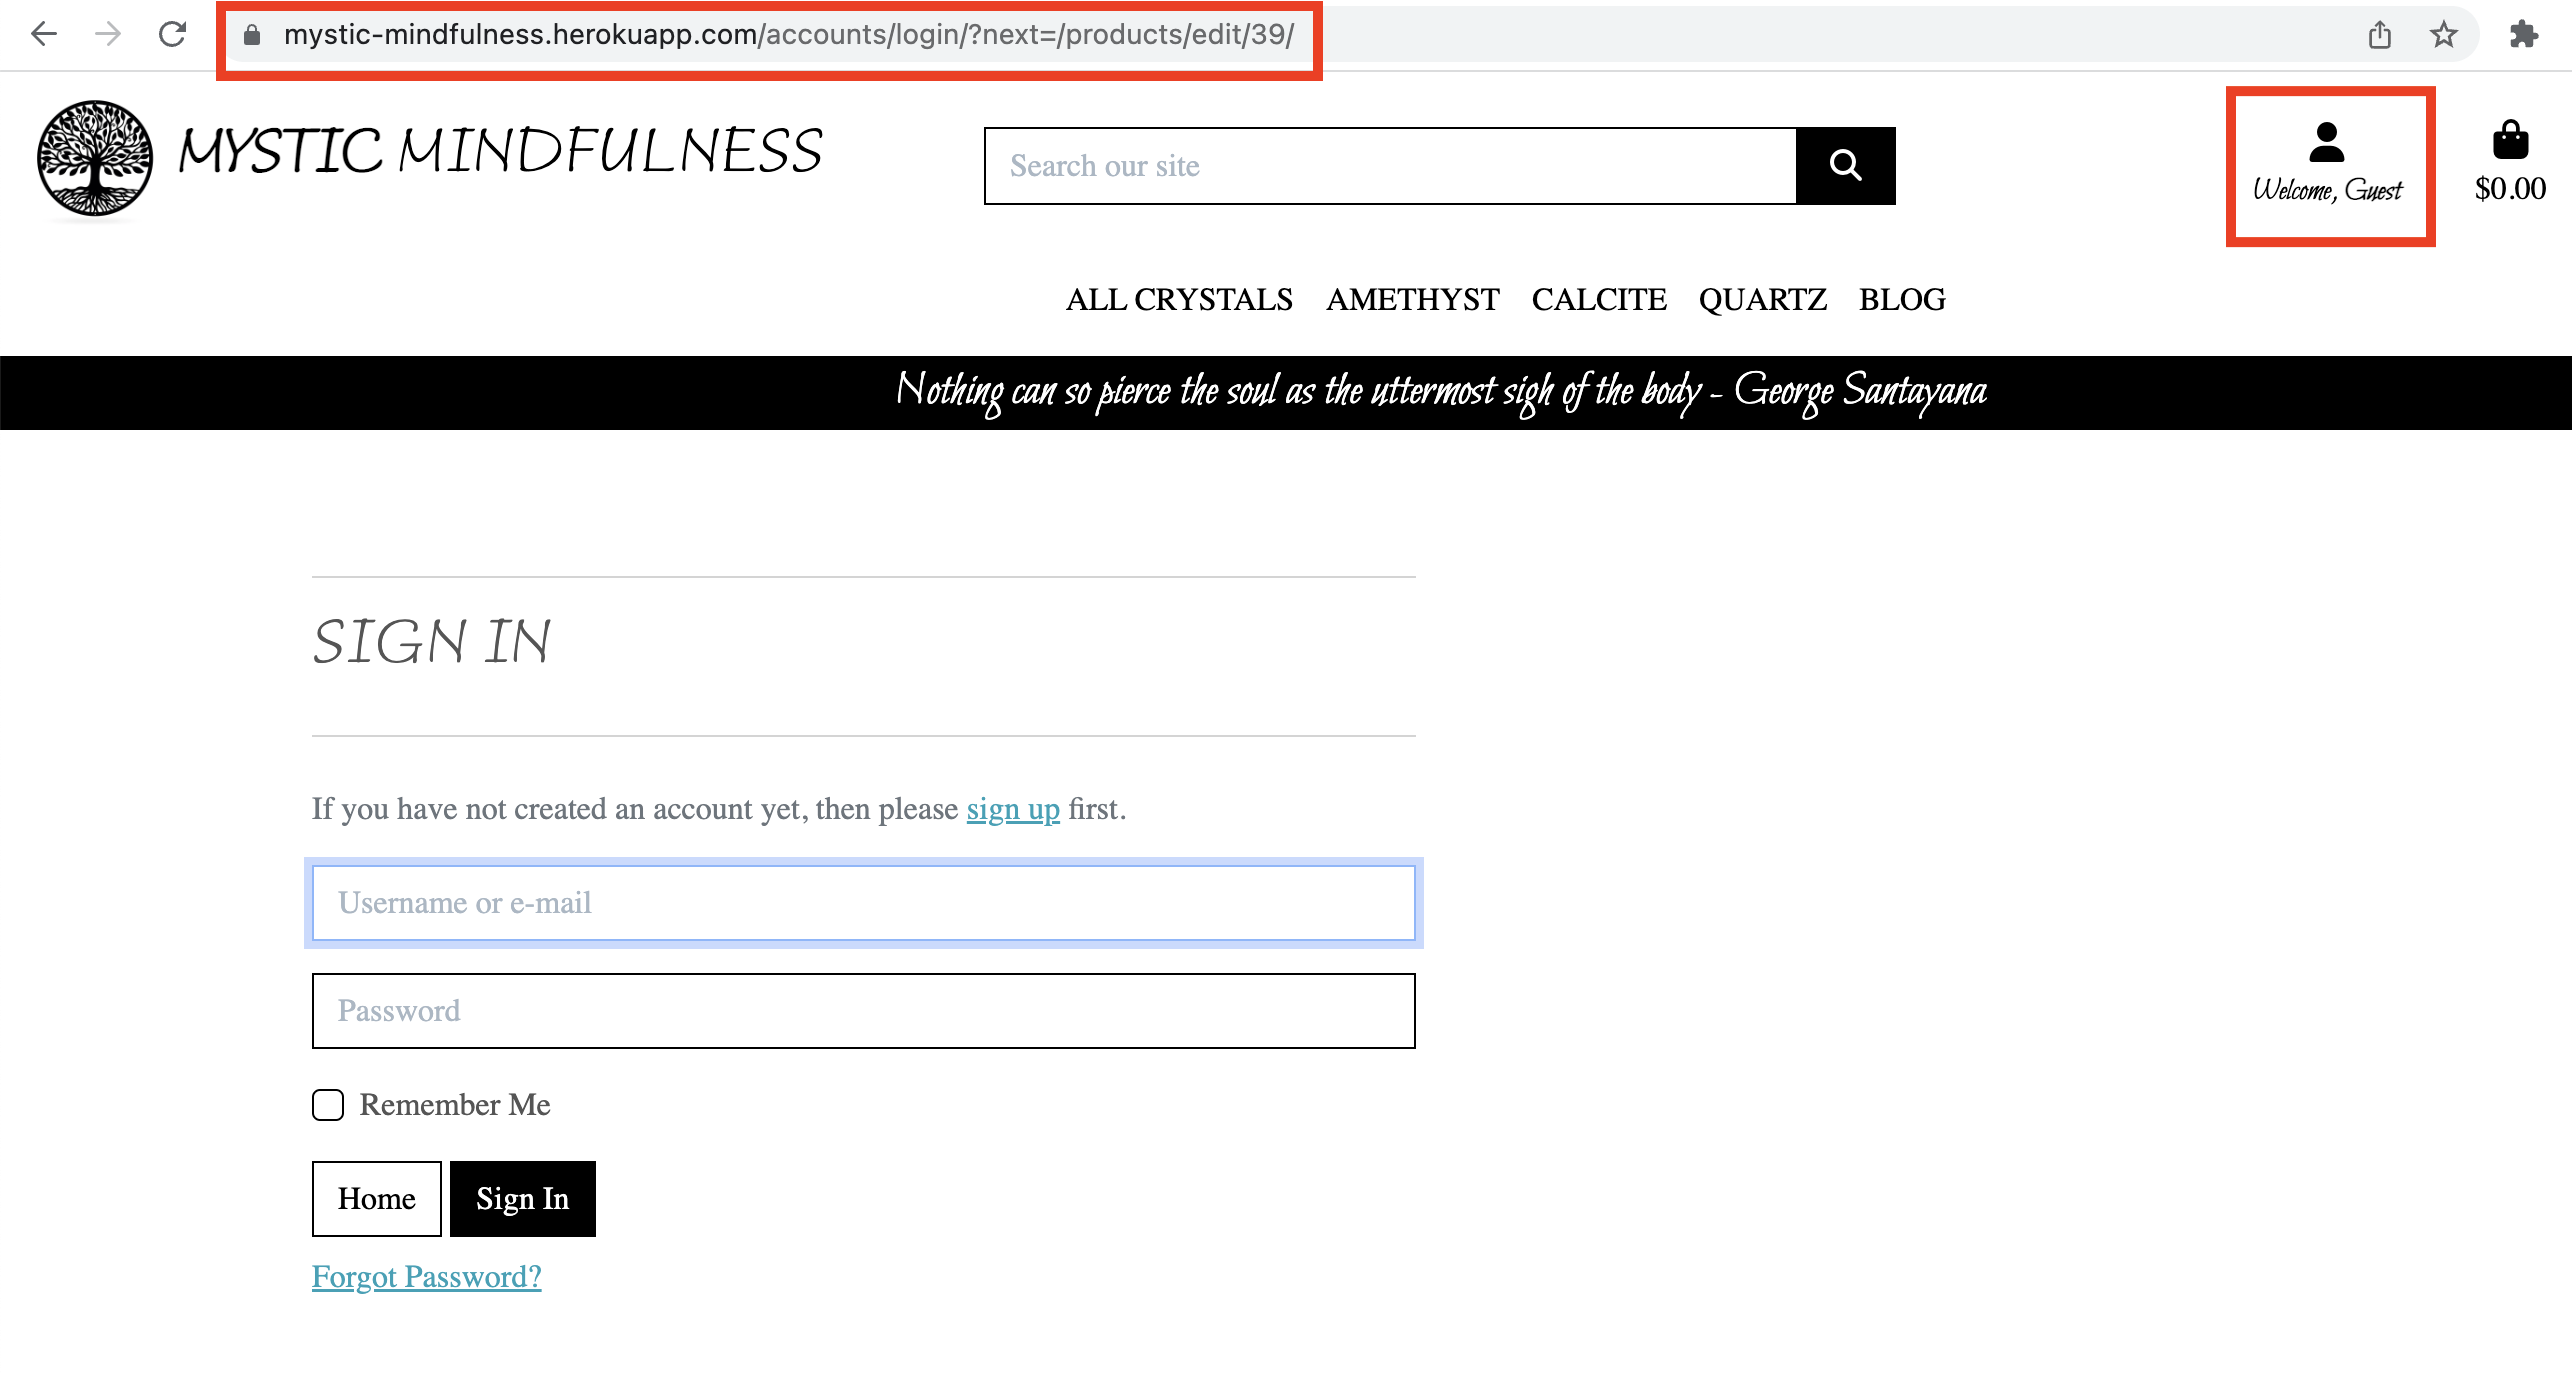 mystic-mindfulness.herokuapp.com/accounts/login/?next=/products/edit/39/
MYSTIC MINDFULNESS
Search our site
Welcome, Guest
$0.00
ALL CRYSTALS AMETHYST CALCITE QUARTZ BLOG
Nothing can so pierce the soul as the uttermost sigh of the body - George Santayana
SIGN IN
If you have not created an account yet, then please sign up first.
Username or e-mail
Password
Remember Me
Home Sign In
Forgot Password?